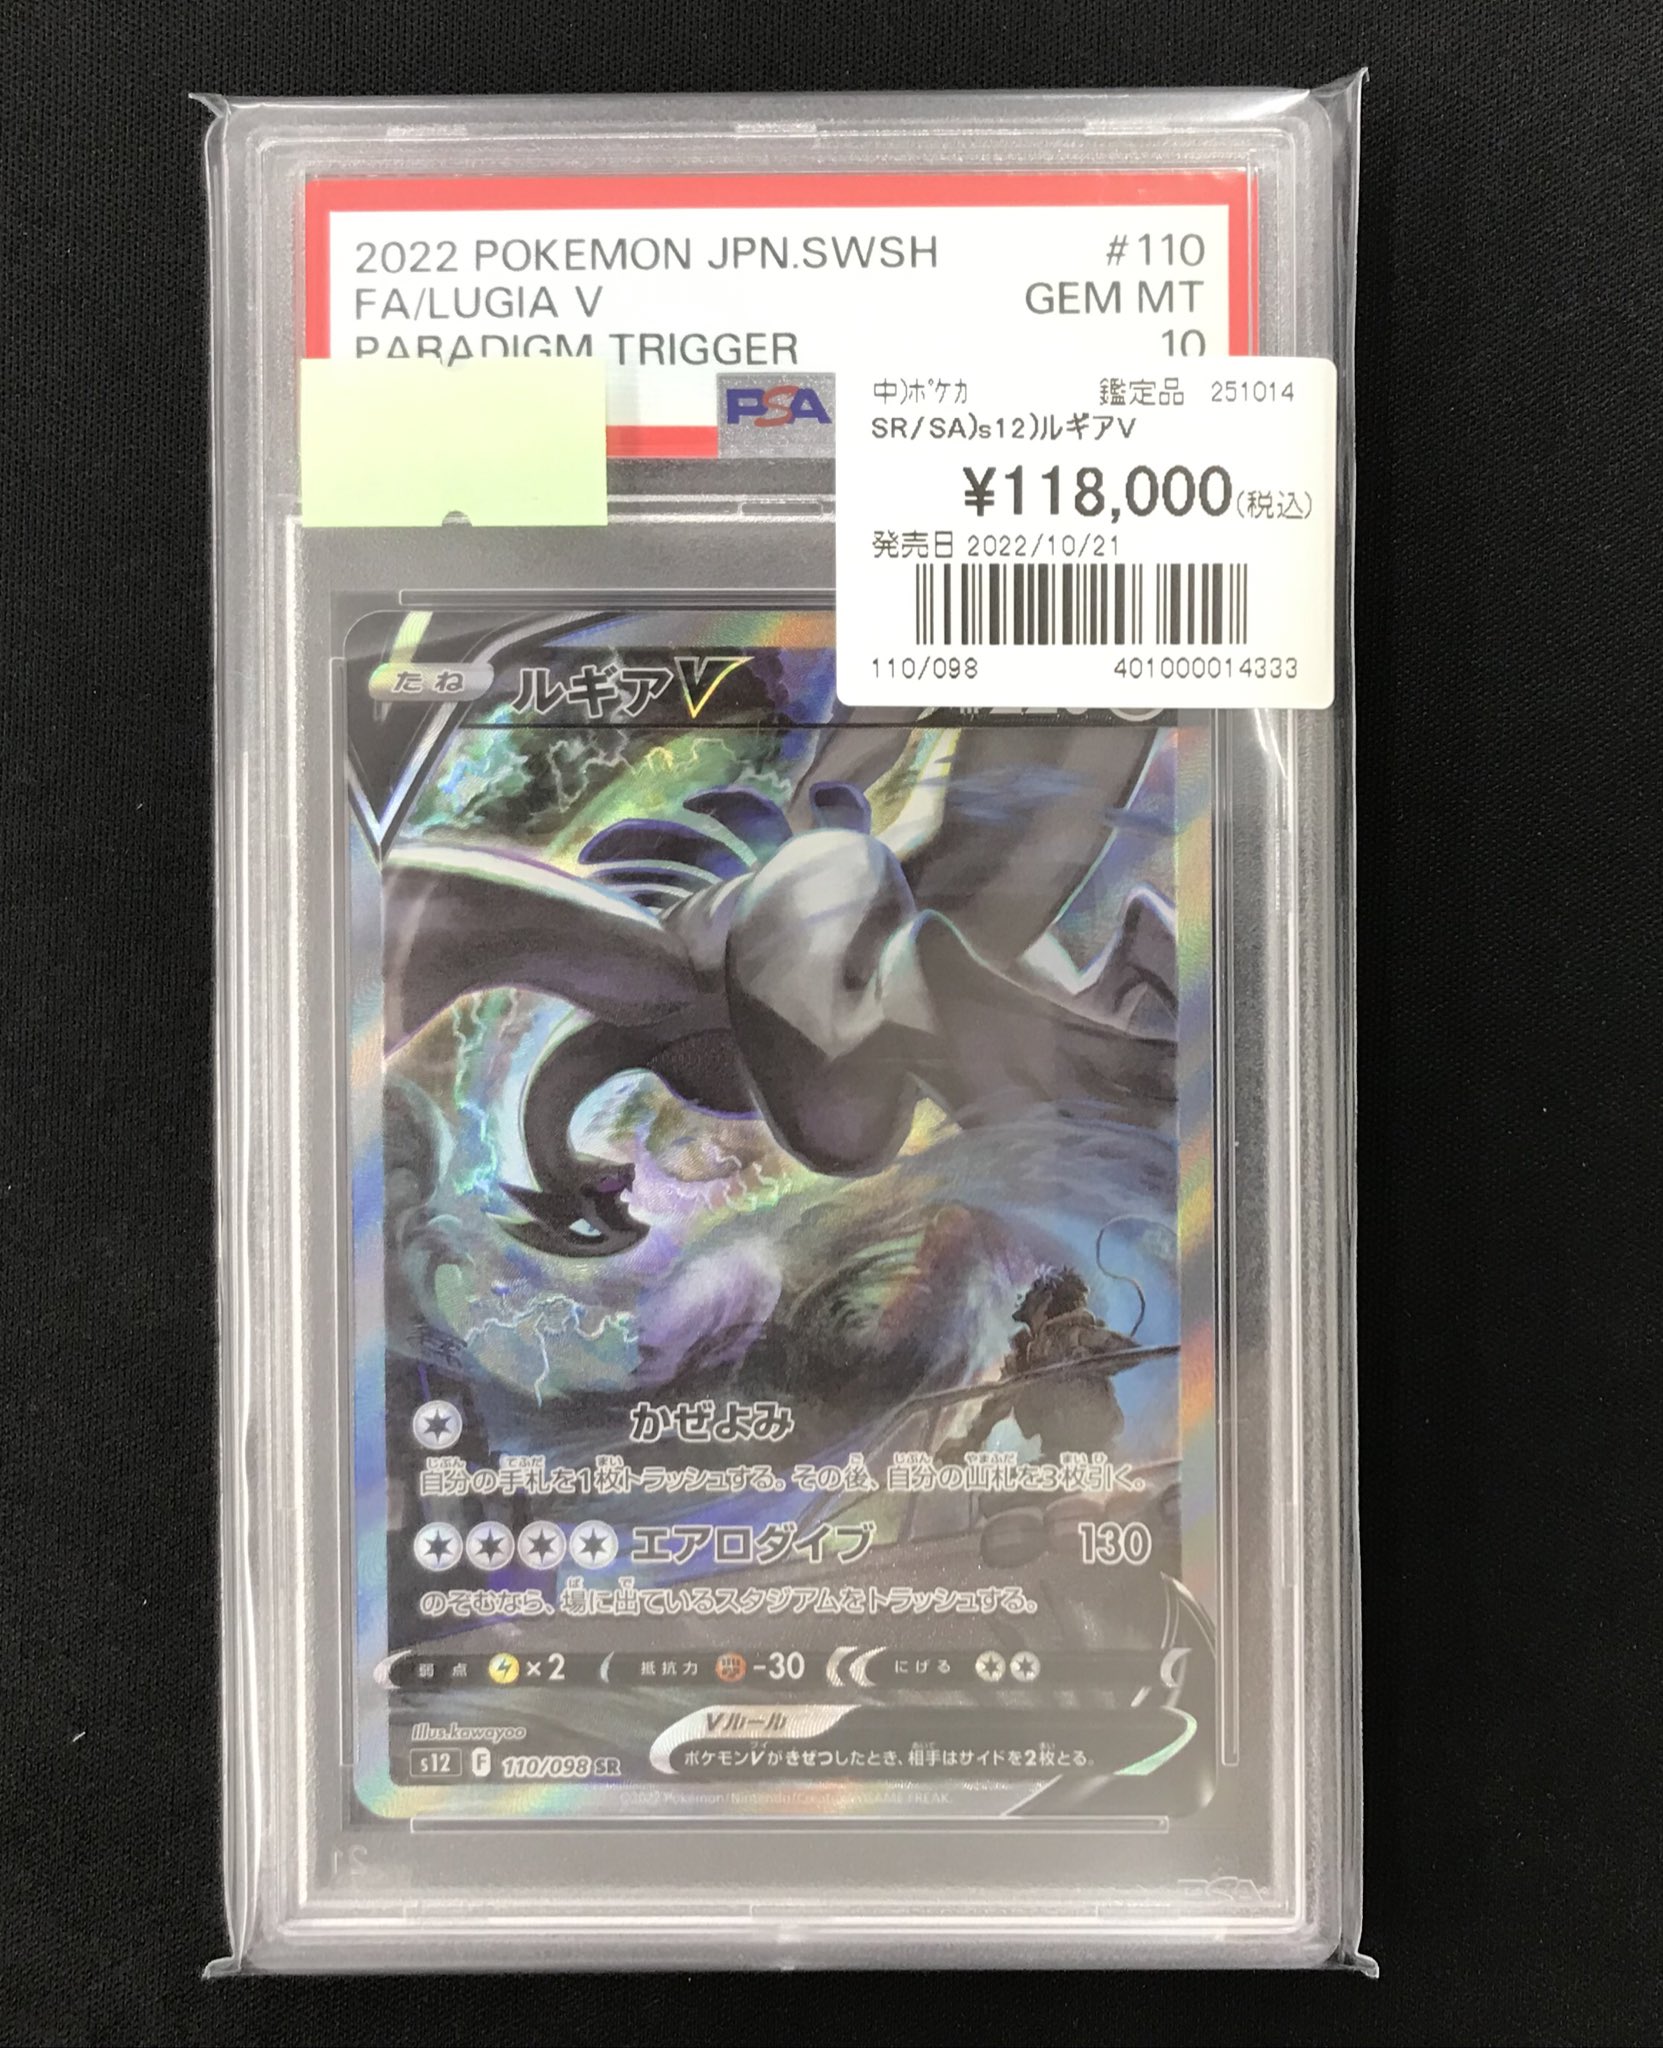 2022 POKEMON JPN.SWSH #110
FA/LUGIA V GEM MT
PARADIGM TRIGGER 10
PSA
中)ﾎﾟｹｶ 鑑定品 251014
SR/SA)s12)ルギアV
¥118,000(税込)
発売日 2022/10/21
110/098 401000014333
たね ルギアV
かぜよみ
自分の手札を1枚トラッシュする。その後、自分の山札を3枚引く。
エアロダイブ 130
のぞむなら、場に出ているスタジアムをトラッシュする。
弱点 ×2 抵抗力 -30 にげる
Illus.kawayoo
Vルール
s12 F 110/098 SR
ポケモンVがきぜつしたとき、相手はサイドを2枚とる。
©2022 Pokémon/Nintendo/Creatures/GAME FREAK.